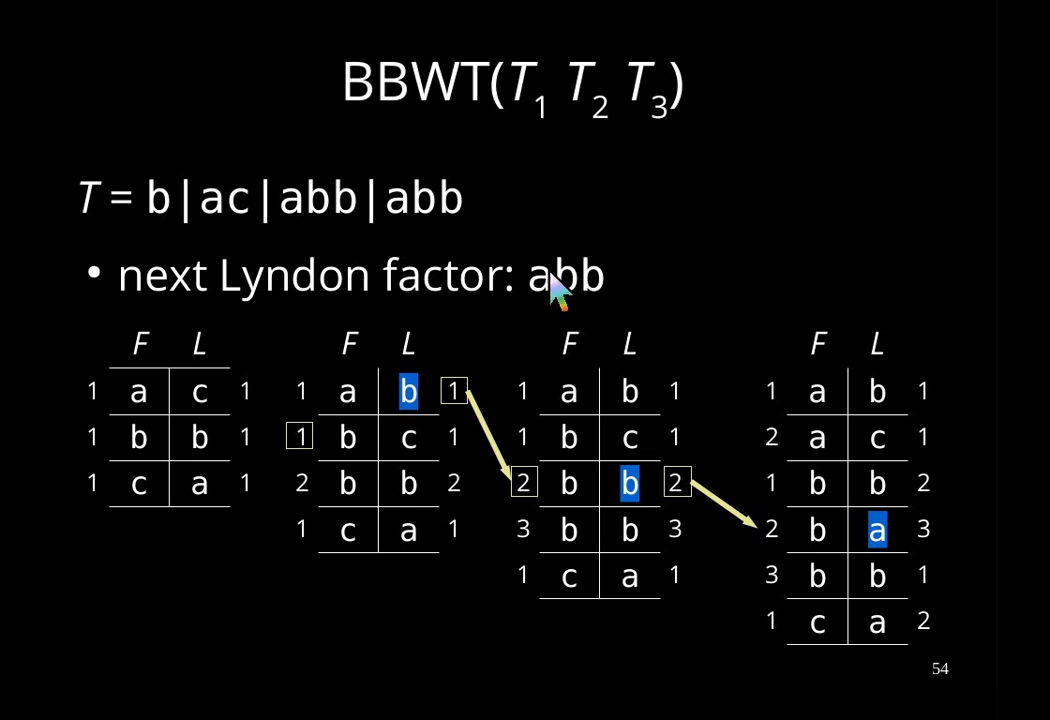 BBWT(T1 T2 T3)
T = b|ac|abb|abb
• next Lyndon factor: abb
F L F L F L F L
1 a c 1 1 a b 1 1 a b 1 1 a b 1
1 b b 1 1 b c 1 1 b c 1 2 a c 1
1 c a 1 2 b b 2 2 b b 2 1 b b 2
1 c a 1 3 b b 3 2 b a 3
1 c a 1 3 b b 1
1 c a 2
54